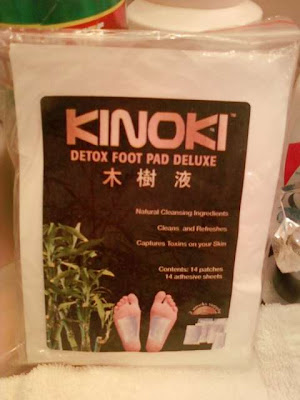 KINOKI™
DETOX FOOT PAD DELUXE
木樹液
Natural Cleansing Ingredients
Cleans and Refreshes
Captures Toxins on your Skin
Contents: 14 patches
14 adhesive sheets